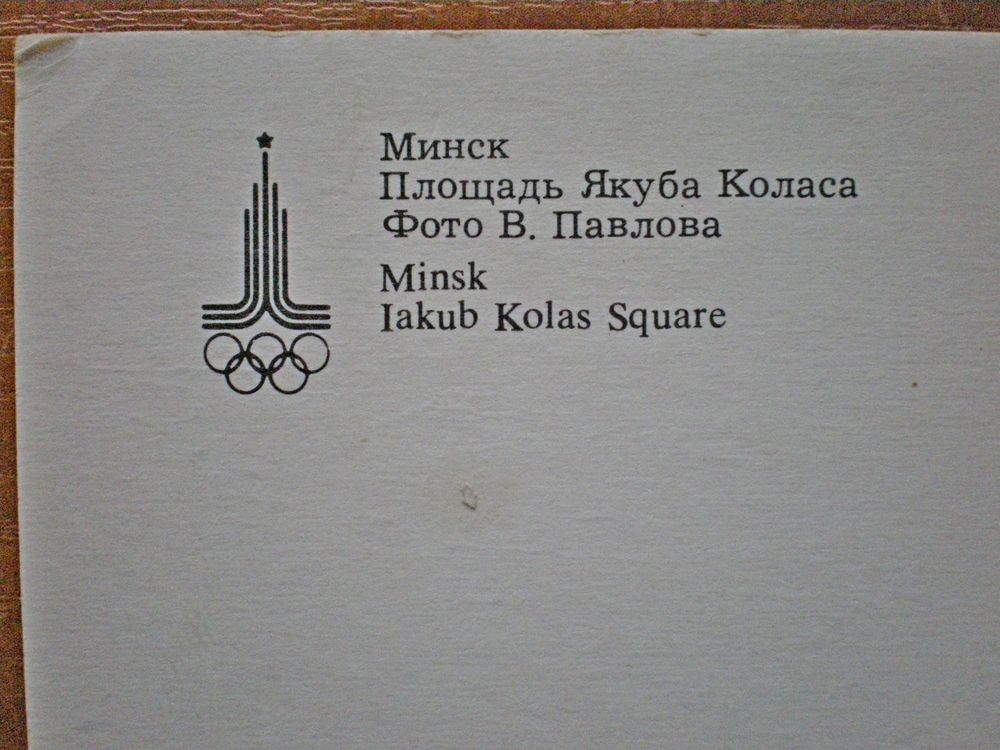 Минск
Площадь Якуба Коласа
Фото В. Павлова
Minsk
Iakub Kolas Square